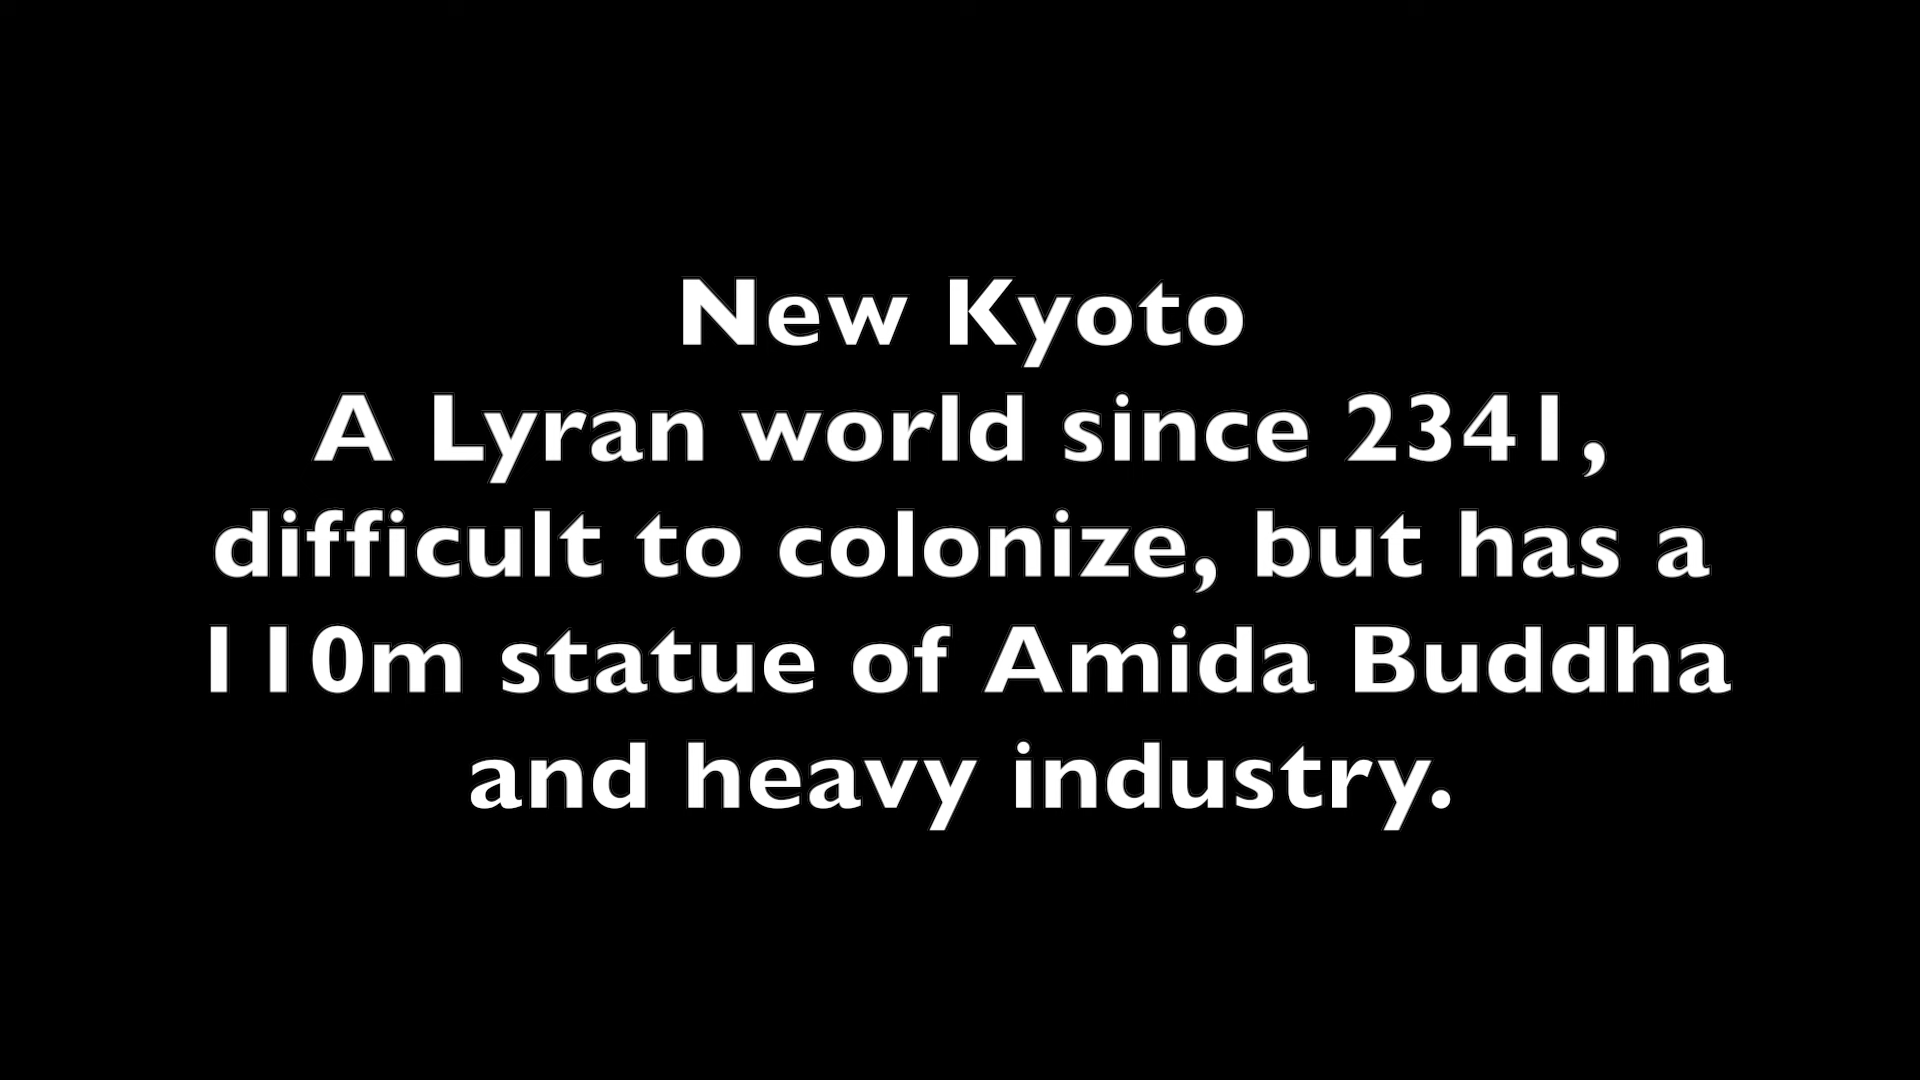 New Kyoto
A Lyran world since 2341,
difficult to colonize, but has a
110m statue of Amida Buddha
and heavy industry.